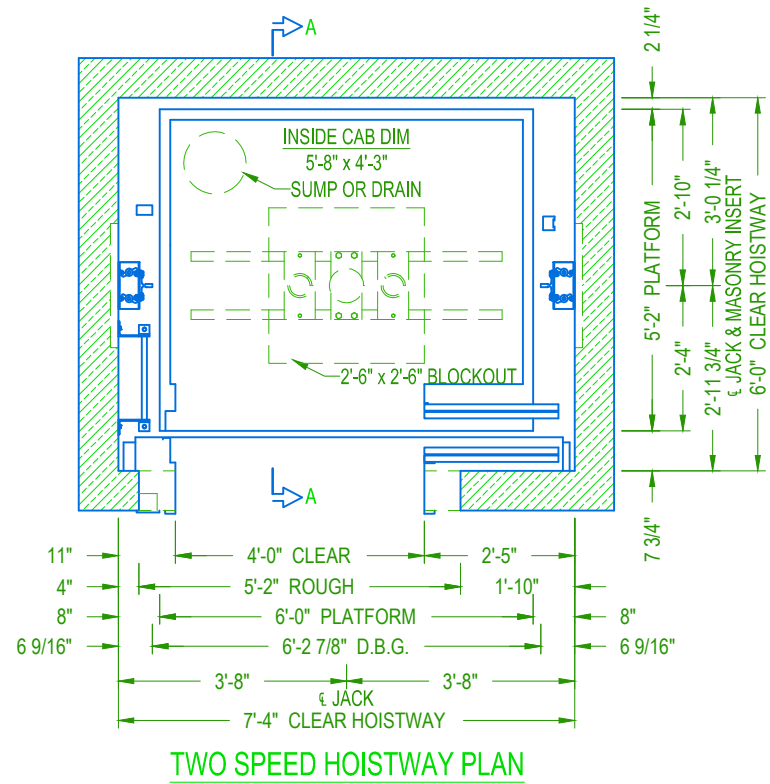 A
2 1/4"
INSIDE CAB DIM
5'-8" x 4'-3"
SUMP OR DRAIN
5'-2" PLATFORM
2'-10"
2'-4"
3'-0 1/4"
2'-11 3/4"
℄ JACK & MASONRY INSERT
6'-0" CLEAR HOISTWAY
2'-6" x 2'-6" BLOCKOUT
A
7 3/4"
11" 4'-0" CLEAR 2'-5"
4" 5'-2" ROUGH 1'-10"
8" 6'-0" PLATFORM 8"
6 9/16" 6'-2 7/8" D.B.G. 6 9/16"
3'-8" 3'-8"
℄ JACK
7'-4" CLEAR HOISTWAY
TWO SPEED HOISTWAY PLAN